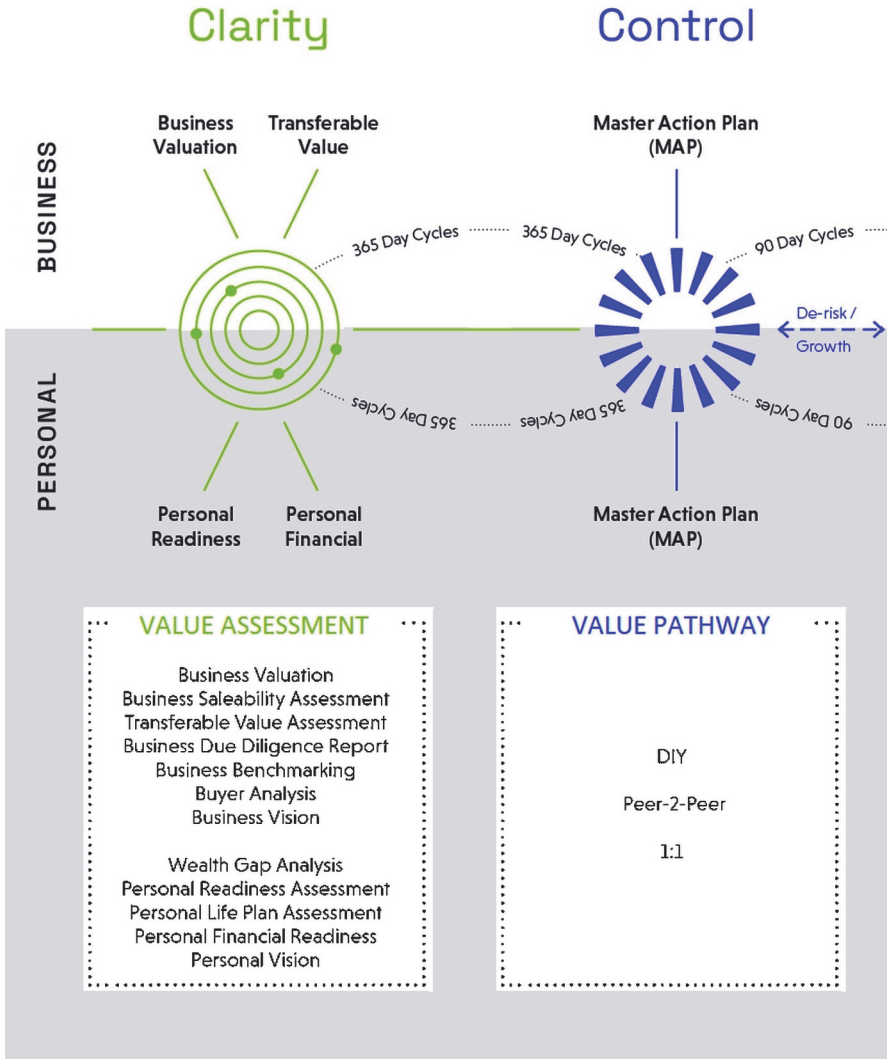 Clarity
Control
BUSINESS
Business
Valuation
Transferable
Value
Master Action Plan
(MAP)
365 Day Cycles
365 Day Cycles
90 Day Cycles
De-risk /
Growth
PERSONAL
365 Day Cycles
365 Day Cycles
90 Day Cycles
Personal
Readiness
Personal
Financial
Master Action Plan
(MAP)
VALUE ASSESSMENT
Business Valuation
Business Saleability Assessment
Transferable Value Assessment
Business Due Diligence Report
Business Benchmarking
Buyer Analysis
Business Vision
Wealth Gap Analysis
Personal Readiness Assessment
Personal Life Plan Assessment
Personal Financial Readiness
Personal Vision
VALUE PATHWAY
DIY
Peer-2-Peer
1:1